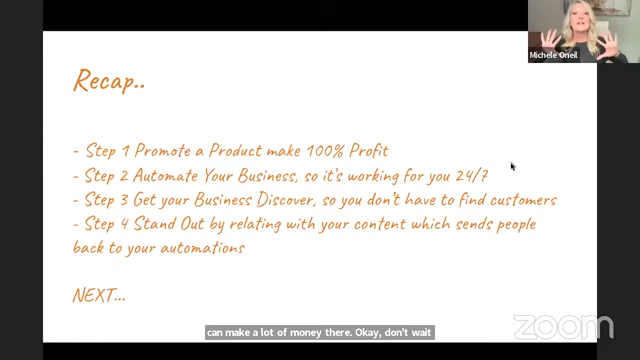 Michele Oneil
Recap..
- Step 1 Promote a Product make 100% Profit
- Step 2 Automate Your Business, so it's working for you 24/7
- Step 3 Get your Business Discover, so you don't have to find customers
- Step 4 Stand Out by relating with your content which sends people
back to your automations
NEXT...
can make a lot of money there. Okay, don't wait
zoom